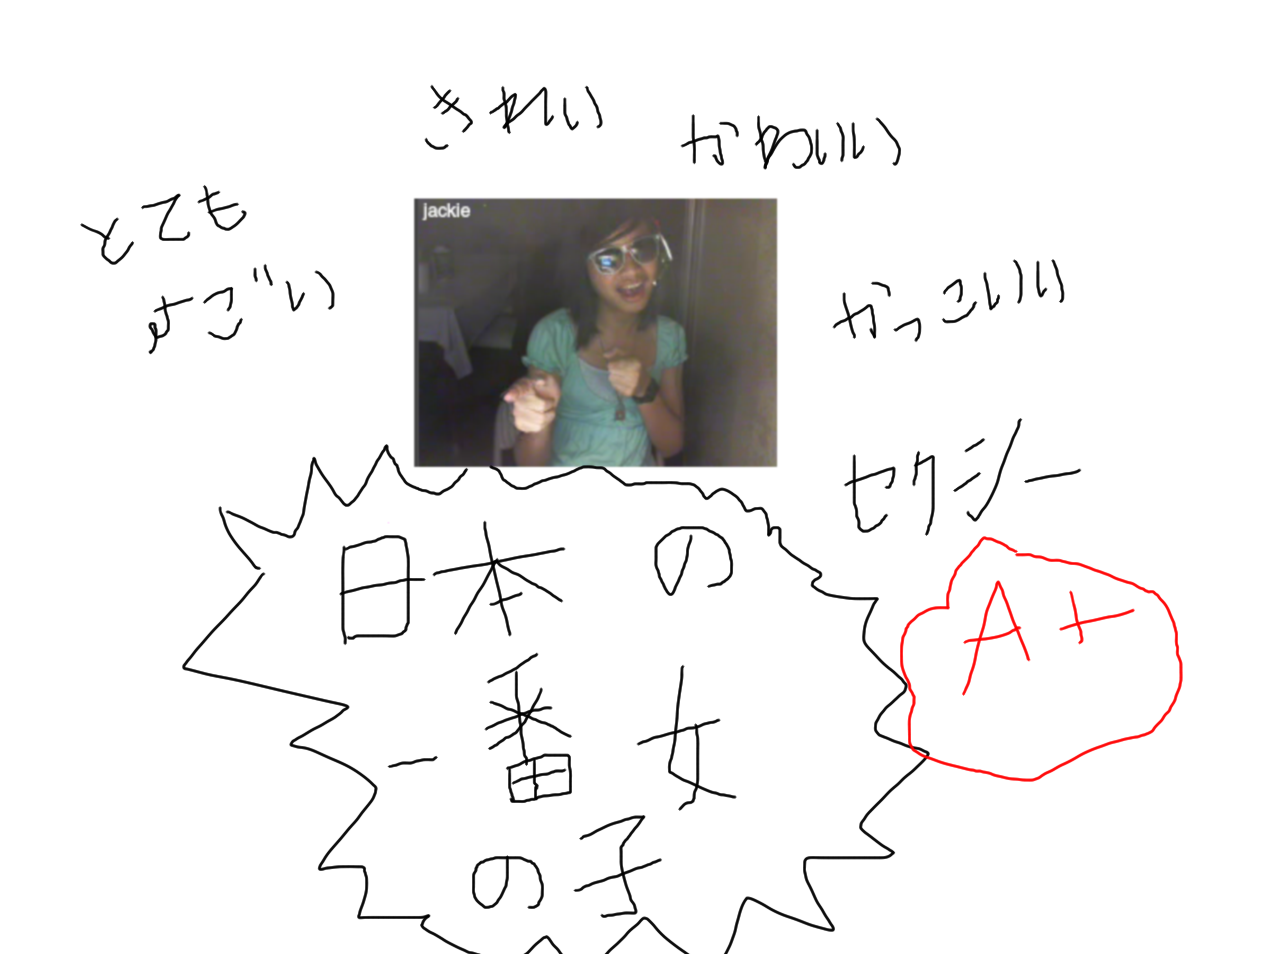 きれい
かわいい
とても
すごい
jackie
かっこいい
セクシー
日本の
一番女
の子
A+